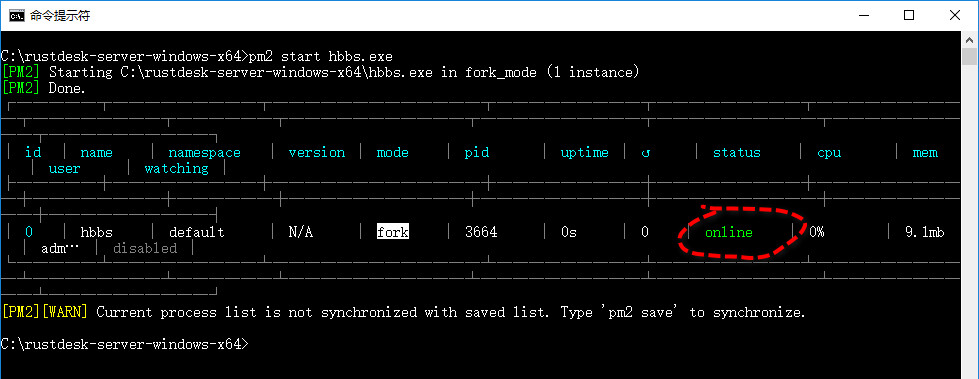 命令提示符
C:\rustdesk-server-windows-x64>pm2 start hbbs.exe
[PM2] Starting C:\rustdesk-server-windows-x64\hbbs.exe in fork_mode (1 instance)
[PM2] Done.
│ id │ name │ namespace │ version │ mode │ pid │ uptime │ ↺ │ status │ cpu │ mem
│ user │ watching │
│ 0 │ hbbs │ default │ N/A │ fork │ 3664 │ 0s │ 0 │ online │ 0% │ 9.1mb
│ adm… │ disabled │
[PM2][WARN] Current process list is not synchronized with saved list. Type 'pm2 save' to synchronize.
C:\rustdesk-server-windows-x64>